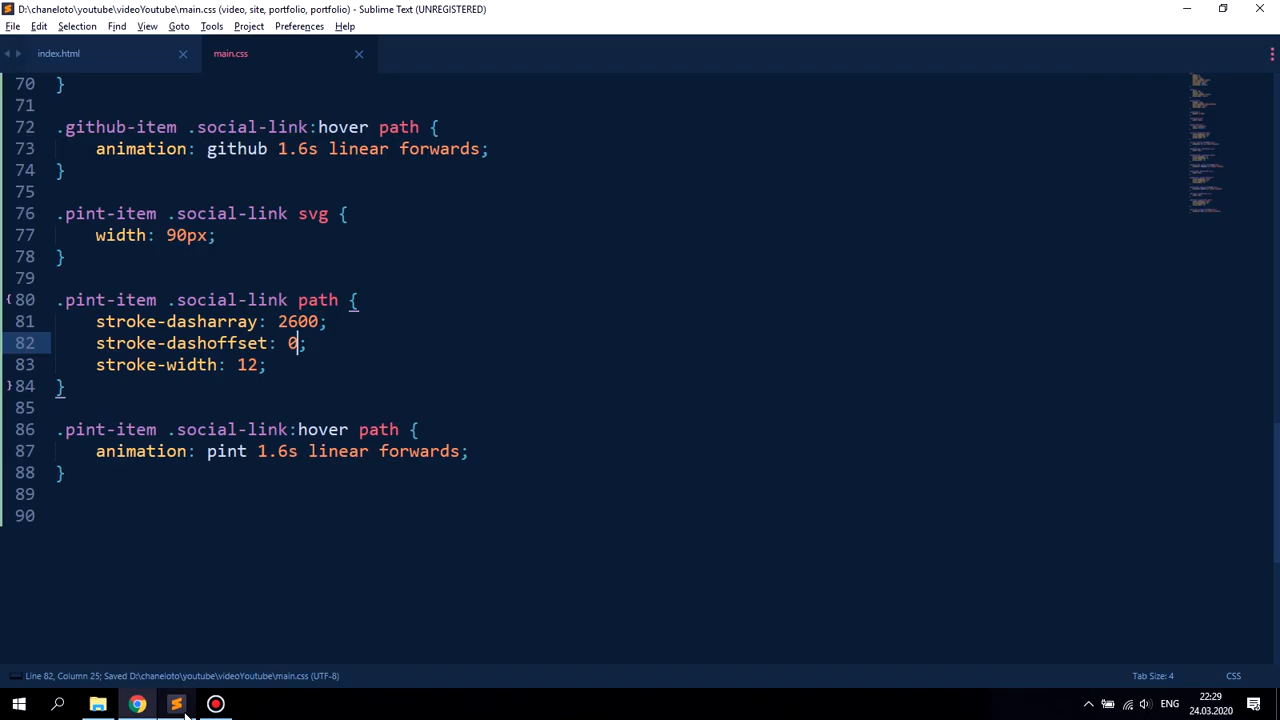 D:\chaneloto\youtube\videoYoutube\main.css (video, site, portfolio, portfolio) - Sublime Text (UNREGISTERED)
File Edit Selection Find View Goto Tools Project Preferences Help
index.html main.css
70 }
71
72 .github-item .social-link:hover path {
73 animation: github 1.6s linear forwards;
74 }
75
76 .pint-item .social-link svg {
77 width: 90px;
78 }
79
{ 80 .pint-item .social-link path {
81 stroke-dasharray: 2600;
82 stroke-dashoffset: 0;
83 stroke-width: 12;
} 84 }
85
86 .pint-item .social-link:hover path {
87 animation: pint 1.6s linear forwards;
88 }
89
90
Line 82, Column 25; Saved D:\chaneloto\youtube\videoYoutube\main.css (UTF-8) Tab Size: 4 CSS
ENG 22:29
24.03.2020